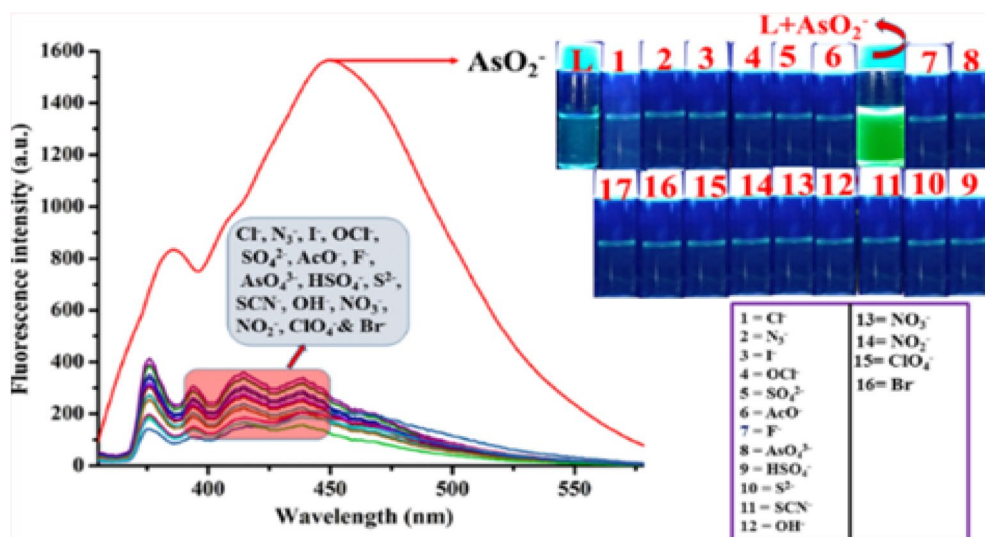 1600
1400
1200
1000
800
600
400
200
0
Fluorescence intensity (a.u.)
400
450
500
550
Wavelength (nm)
AsO₂⁻
Cl⁻, N₃⁻, I⁻, OCl⁻,
SO₄²⁻, AcO⁻, F⁻,
AsO₄³⁻, HSO₄⁻, S²⁻,
SCN⁻, OH⁻, NO₃⁻,
NO₂⁻, ClO₄⁻& Br⁻
L+AsO₂⁻
L 1 2 3 4 5 6 7 8
17 16 15 14 13 12 11 10 9
1 = Cl⁻
2 = N₃⁻
3 = I⁻
4 = OCl⁻
5 = SO₄²⁻
6 = AcO⁻
7 = F⁻
8 = AsO₄³⁻
9 = HSO₄⁻
10 = S²⁻
11 = SCN⁻
12 = OH⁻
13= NO₃⁻
14= NO₂⁻
15= ClO₄⁻
16= Br⁻